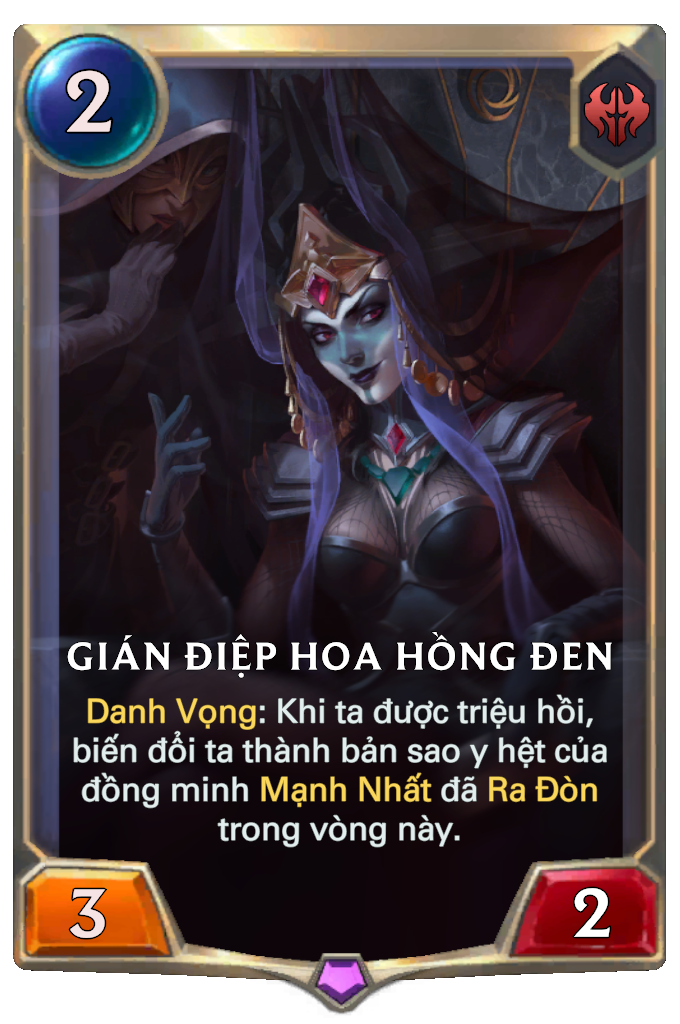 2
GIÁN ĐIỆP HOA HỒNG ĐEN
Danh Vọng: Khi ta được triệu hồi,
biến đổi ta thành bản sao y hệt của
đồng minh Mạnh Nhất đã Ra Đòn
trong vòng này.
3
2